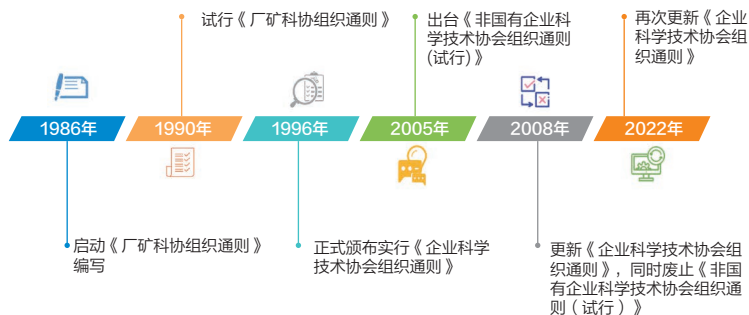 试行《厂矿科协组织通则》
出台《非国有企业科
学技术协会组织通则
(试行)》
再次更新《企业
科学技术协会组
织通则》
1986年
1990年
1996年
2005年
2008年
2022年
启动《厂矿科协组织通则》
编写
正式颁布实行《企业科学
技术协会组织通则》
更新《企业科学技术协会组
织通则》，同时废止《非国
有企业科学技术协会组织通
则（试行）》